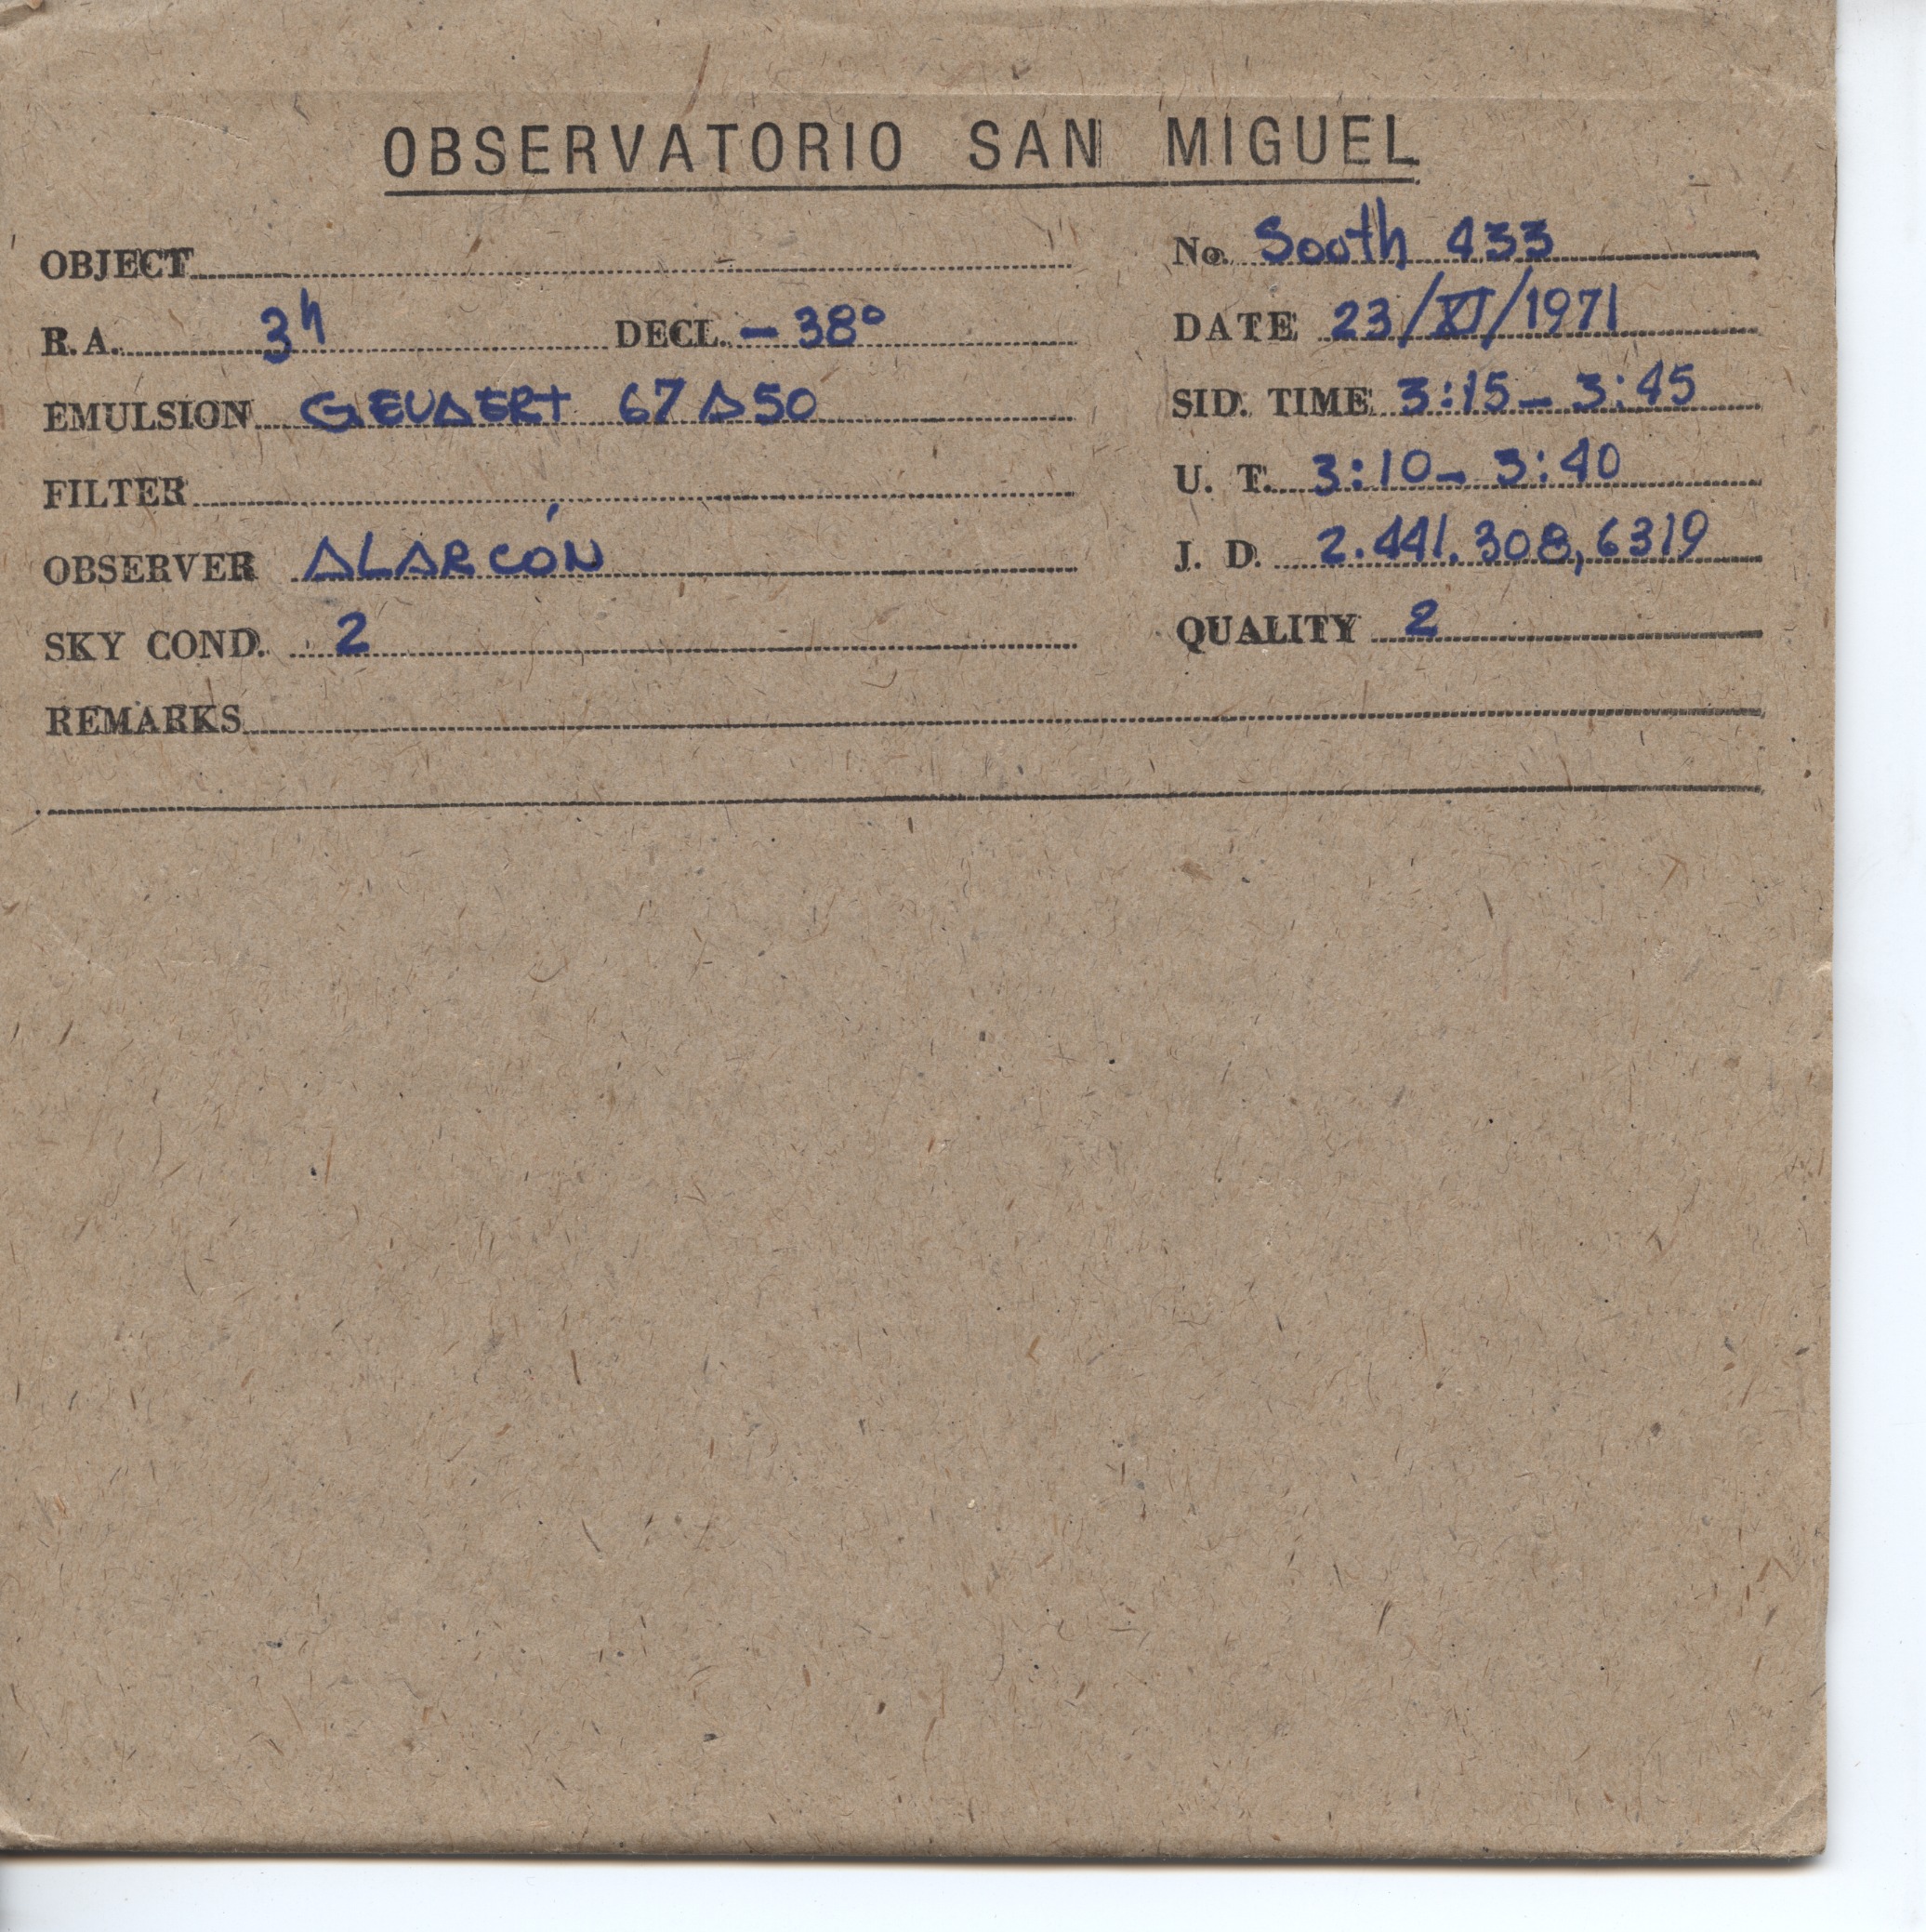 OBSERVATORIO SAN MIGUEL
OBJECT
No. South 433
R.A. 3h DECL. - 38°
DATE 23/XI/1971
EMULSION GEVAERT 67A50
SID. TIME 3:15 - 3:45
FILTER
U. T. 3:10 - 3:40
OBSERVER ALARCÓN
J. D. 2.441.308,6319
SKY COND. 2
QUALITY 2
REMARKS